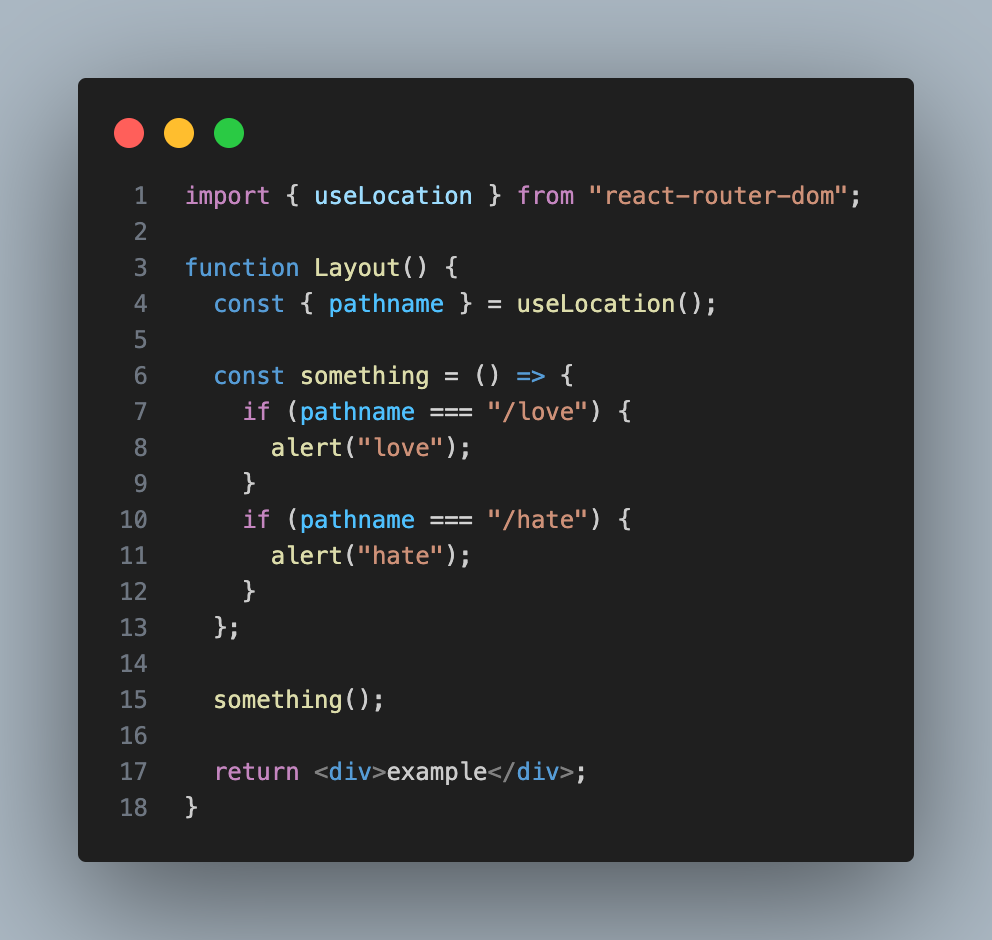 1 import { useLocation } from "react-router-dom";
2
3 function Layout() {
4   const { pathname } = useLocation();
5
6   const something = () => {
7     if (pathname === "/love") {
8       alert("love");
9     }
10     if (pathname === "/hate") {
11       alert("hate");
12     }
13   };
14
15   something();
16
17   return <div>example</div>;
18 }